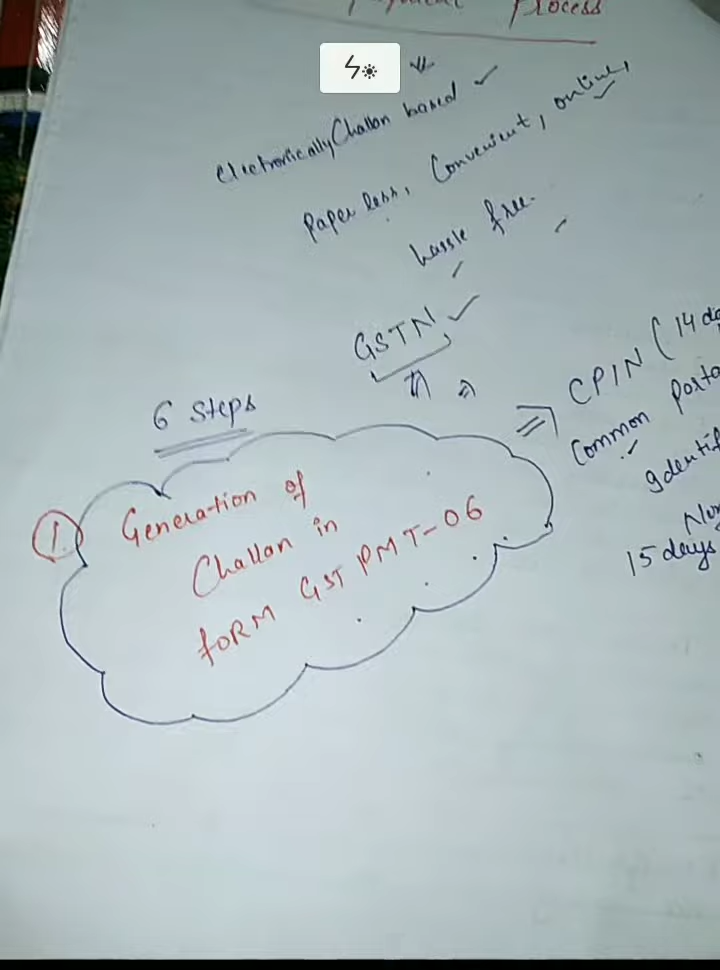 Process
Electronically Challan based
Paper less, Convenient, online,
hassle free.
GSTN
6 Steps
CPIN (14 da
Common Porta
Identif
15 days
1. Generation of
Challan in
foRM GST PMT-06